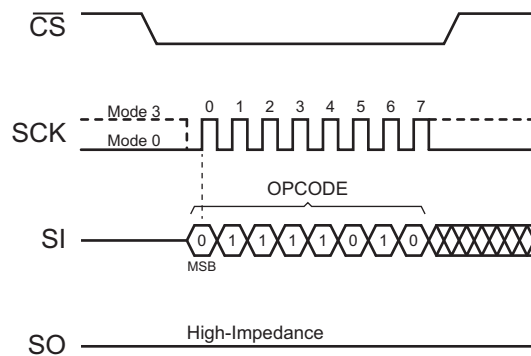 CS
0 1 2 3 4 5 6 7
Mode 3
SCK
Mode 0
OPCODE
SI
0 1 1 1 1 0 1 0
MSB
High-Impedance
SO